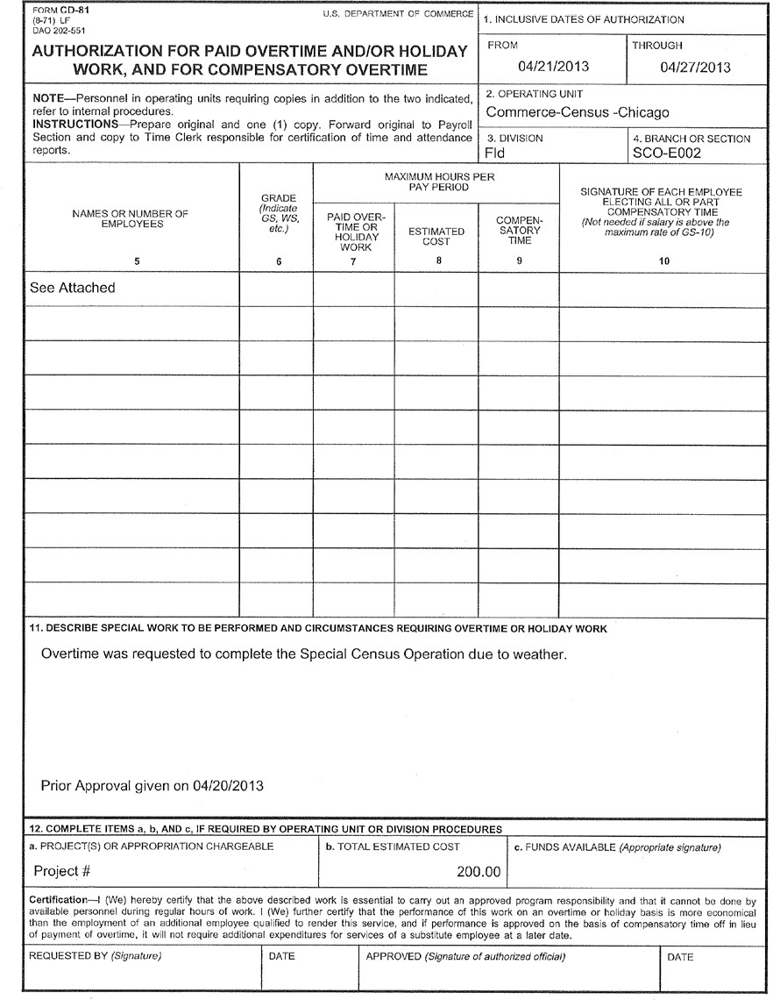 FORM CD-81
(8-71) LF
DAO 202-551
U.S. DEPARTMENT OF COMMERCE
AUTHORIZATION FOR PAID OVERTIME AND/OR HOLIDAY
WORK, AND FOR COMPENSATORY OVERTIME
1. INCLUSIVE DATES OF AUTHORIZATION
FROM
04/21/2013
THROUGH
04/27/2013
NOTE—Personnel in operating units requiring copies in addition to the two indicated,
refer to internal procedures.
INSTRUCTIONS—Prepare original and one (1) copy. Forward original to Payroll
Section and copy to Time Clerk responsible for certification of time and attendance
reports.
2. OPERATING UNIT
Commerce-Census -Chicago
3. DIVISION
Fld
4. BRANCH OR SECTION
SCO-E002
NAMES OR NUMBER OF
EMPLOYEES
5
GRADE
(Indicate
GS, WS,
etc.)
6
MAXIMUM HOURS PER
PAY PERIOD
PAID OVER-
TIME OR
HOLIDAY
WORK
7
ESTIMATED
COST
8
COMPEN-
SATORY
TIME
9
SIGNATURE OF EACH EMPLOYEE
ELECTING ALL OR PART
COMPENSATORY TIME
(Not needed if salary is above the
maximum rate of GS-10)
10
See Attached
11. DESCRIBE SPECIAL WORK TO BE PERFORMED AND CIRCUMSTANCES REQUIRING OVERTIME OR HOLIDAY WORK
Overtime was requested to complete the Special Census Operation due to weather.
Prior Approval given on 04/20/2013
12. COMPLETE ITEMS a, b, AND c, IF REQUIRED BY OPERATING UNIT OR DIVISION PROCEDURES
a. PROJECT(S) OR APPROPRIATION CHARGEABLE
Project #
b. TOTAL ESTIMATED COST
200.00
c. FUNDS AVAILABLE (Appropriate signature)
Certification—I (We) hereby certify that the above described work is essential to carry out an approved program responsibility and that it cannot be done by
available personnel during regular hours of work. I (We) further certify that the performance of this work on an overtime or holiday basis is more economical
than the employment of an additional employee qualified to render this service, and if performance is approved on the basis of compensatory time off in lieu
of payment of overtime, it will not require additional expenditures for services of a substitute employee at a later date.
REQUESTED BY (Signature)
DATE
APPROVED (Signature of authorized official)
DATE